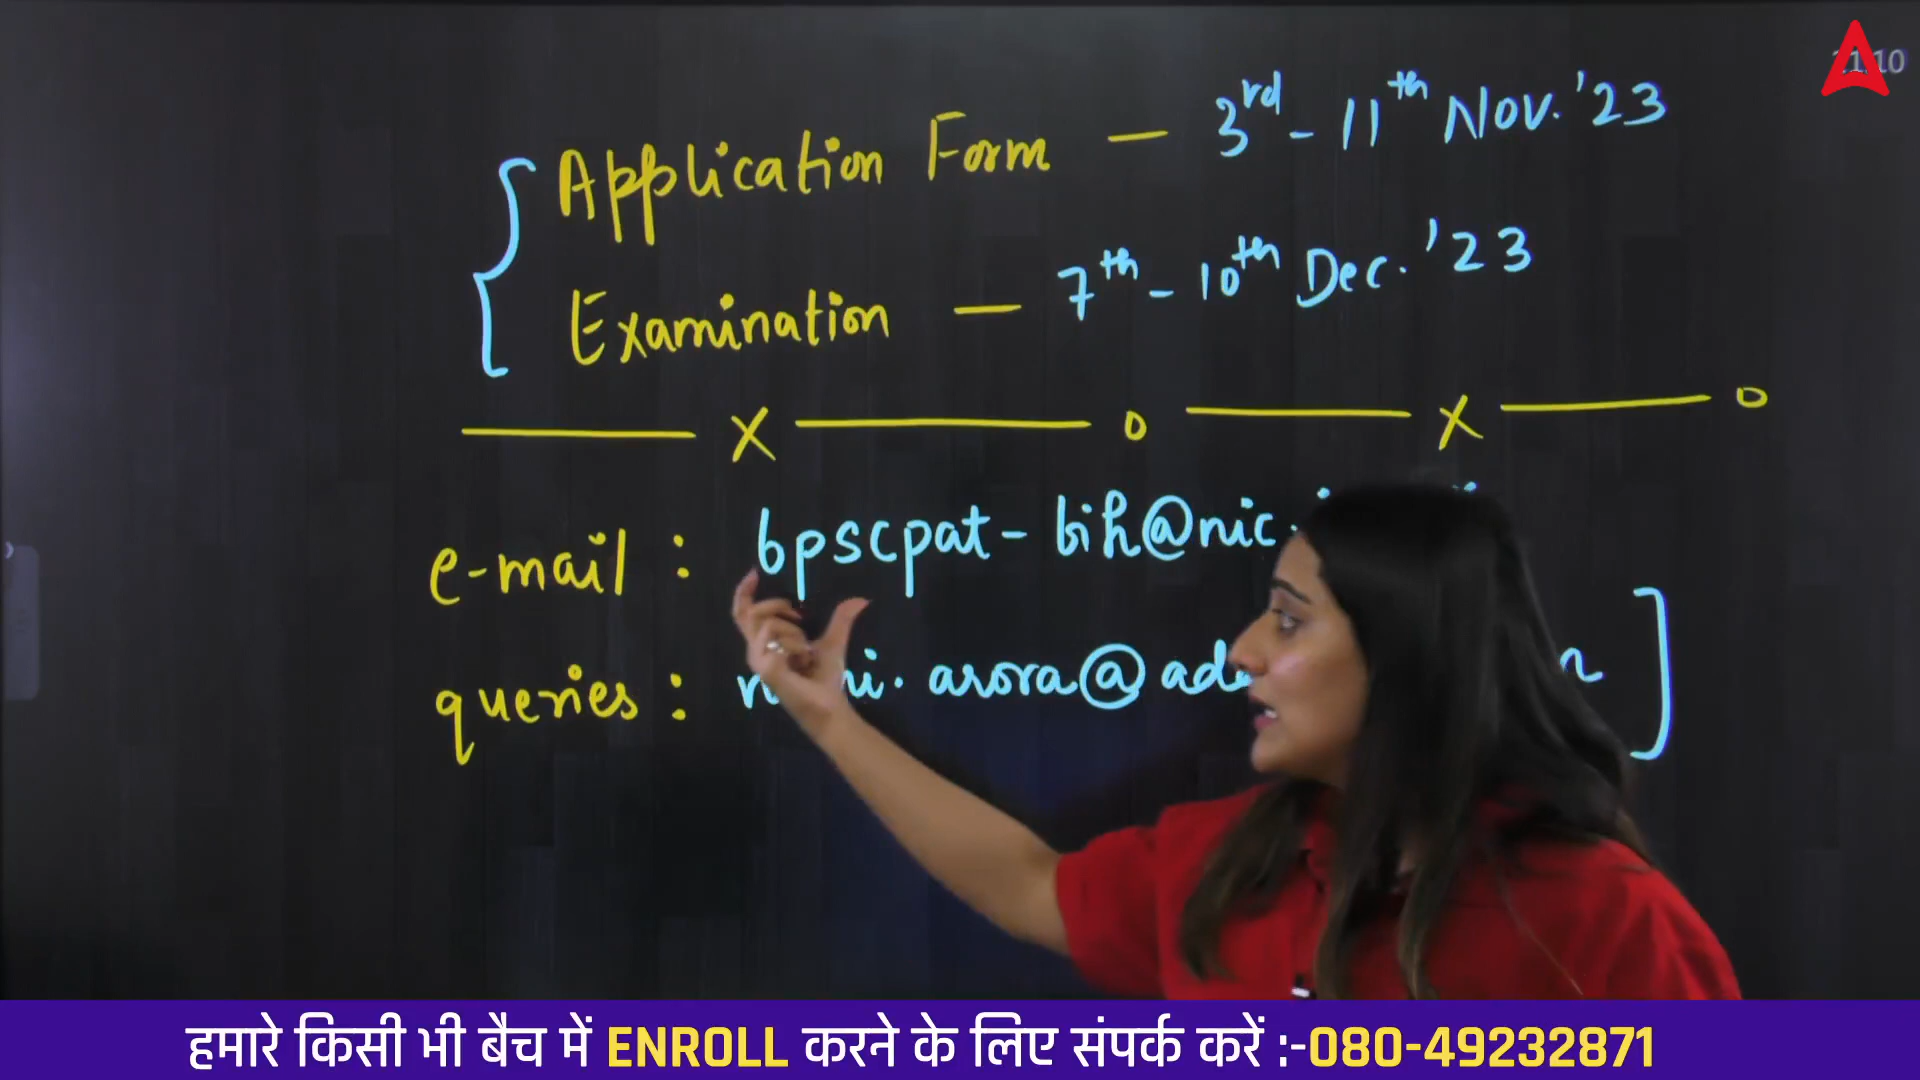 Application Form — 3rd - 11th Nov. '23
Examination — 7th - 10th Dec. '23
x o x o
e-mail : bpscpat-bih@nic.
queries : arora@
हमारे किसी भी बैच में ENROLL करने के लिए संपर्क करें :-080-49232871